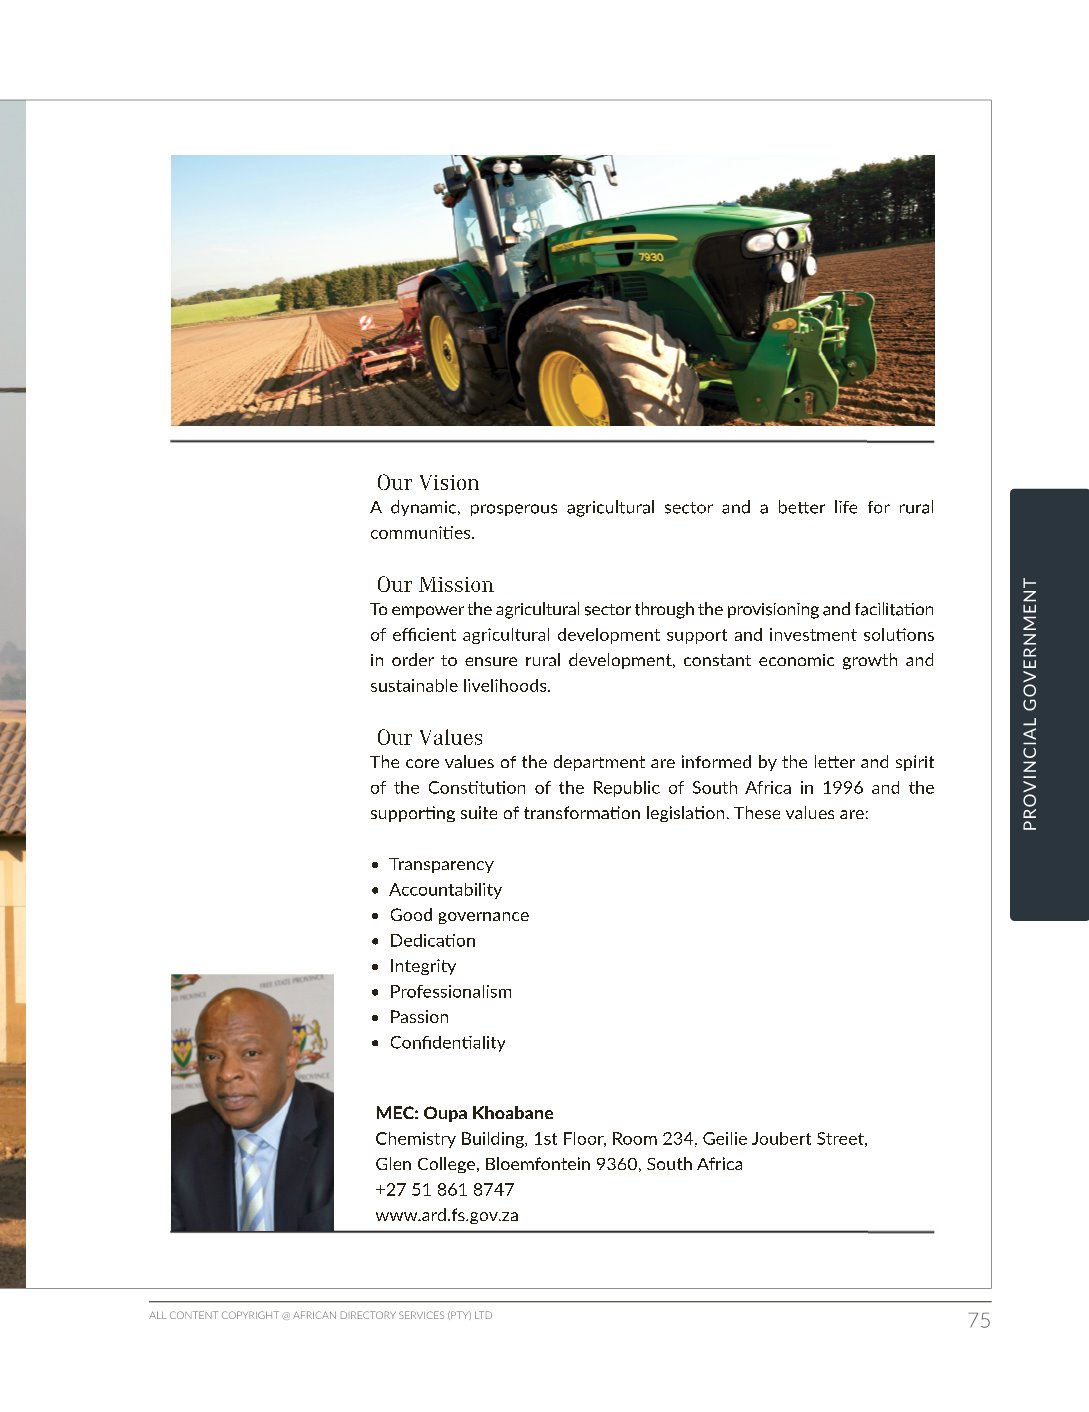 7930
Our Vision
A dynamic, prosperous agricultural sector and a better life for rural
communities.
Our Mission
To empower the agricultural sector through the provisioning and facilitation
of efficient agricultural development support and investment solutions
in order to ensure rural development, constant economic growth and
sustainable livelihoods.
Our Values
The core values of the department are informed by the letter and spirit
of the Constitution of the Republic of South Africa in 1996 and the
supporting suite of transformation legislation. These values are:
• Transparency
• Accountability
• Good governance
• Dedication
• Integrity
• Professionalism
• Passion
• Confidentiality
FREE STATE PROVINCE
MEC: Oupa Khoabane
Chemistry Building, 1st Floor, Room 234, Geilie Joubert Street,
Glen College, Bloemfontein 9360, South Africa
+27 51 861 8747
www.ard.fs.gov.za
PROVINCIAL GOVERNMENT
ALL CONTENT COPYRIGHT @ AFRICAN DIRECTORY SERVICES (PTY) LTD
75